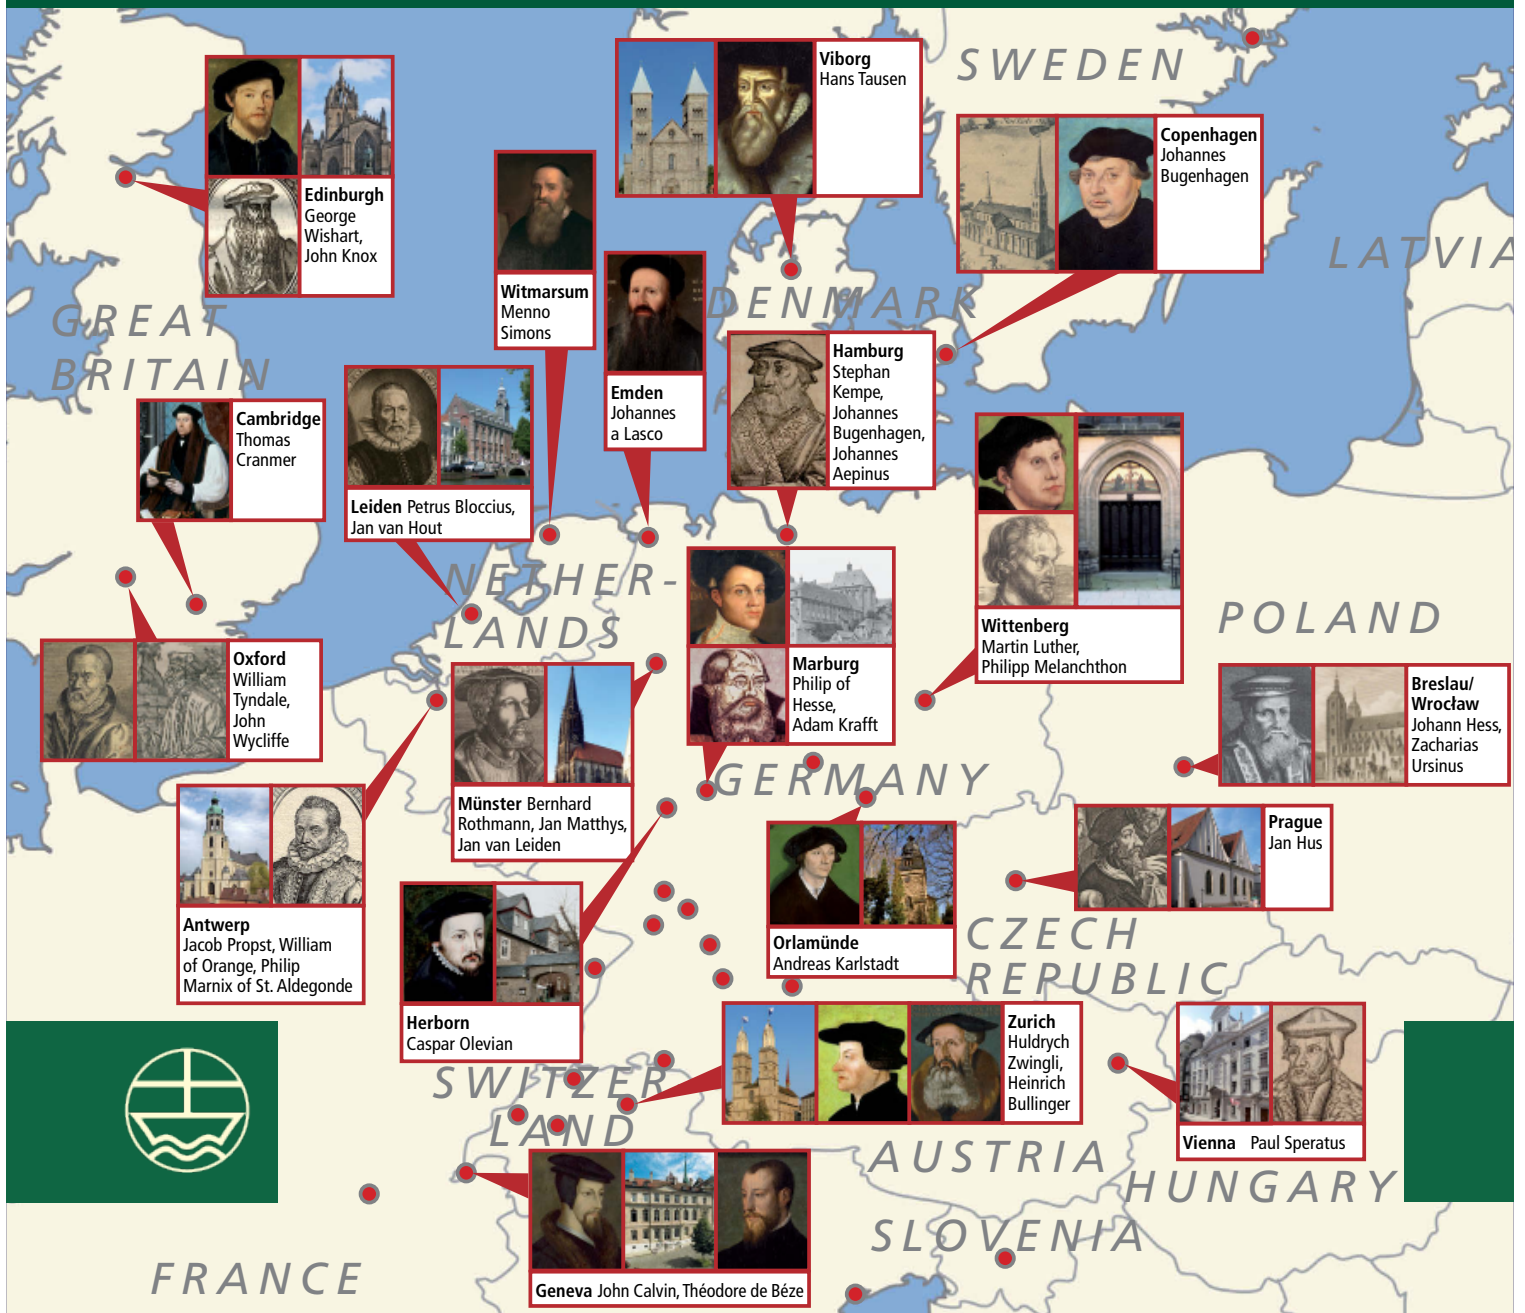 SWEDEN
Viborg
Hans Tausen
Copenhagen
Johannes
Bugenhagen
Edinburgh
George
Wishart,
John Knox
LATVIA
Witmarsum
Menno
Simons
DENMARK
GREAT
BRITAIN
Emden
Johannes
a Lasco
Hamburg
Stephan
Kempe,
Johannes
Bugenhagen,
Johannes
Aepinus
Cambridge
Thomas
Cranmer
Leiden Petrus Bloccius,
Jan van Hout
NETHER-
LANDS
POLAND
Wittenberg
Martin Luther,
Philipp Melanchthon
Oxford
William
Tyndale,
John
Wycliffe
Marburg
Philip of
Hesse,
Adam Krafft
Breslau/
Wrocław
Johann Hess,
Zacharias
Ursinus
GERMANY
Münster Bernhard
Rothmann, Jan Matthys,
Jan van Leiden
Prague
Jan Hus
Antwerp
Jacob Propst, William
of Orange, Philip
Marnix of St. Aldegonde
Orlamünde
Andreas Karlstadt
CZECH
REPUBLIC
Herborn
Caspar Olevian
Zurich
Huldrych
Zwingli,
Heinrich
Bullinger
SWITZER
LAND
Vienna Paul Speratus
AUSTRIA
HUNGARY
SLOVENIA
FRANCE
Geneva John Calvin, Théodore de Béze